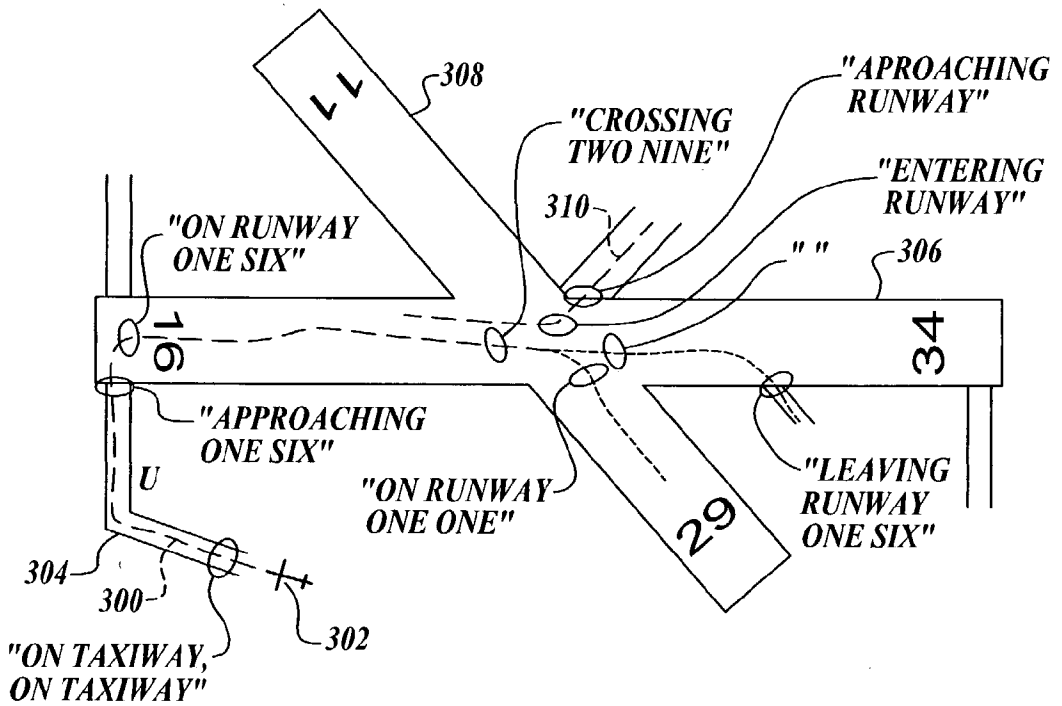 11
308
"APROACHING
RUNWAY"
"CROSSING
TWO NINE"
"ENTERING
RUNWAY"
310
"ON RUNWAY
ONE SIX"
" "
306
16
34
"APPROACHING
ONE SIX"
U
"ON RUNWAY
ONE ONE"
"LEAVING
RUNWAY
ONE SIX"
29
304
300
302
"ON TAXIWAY,
ON TAXIWAY"